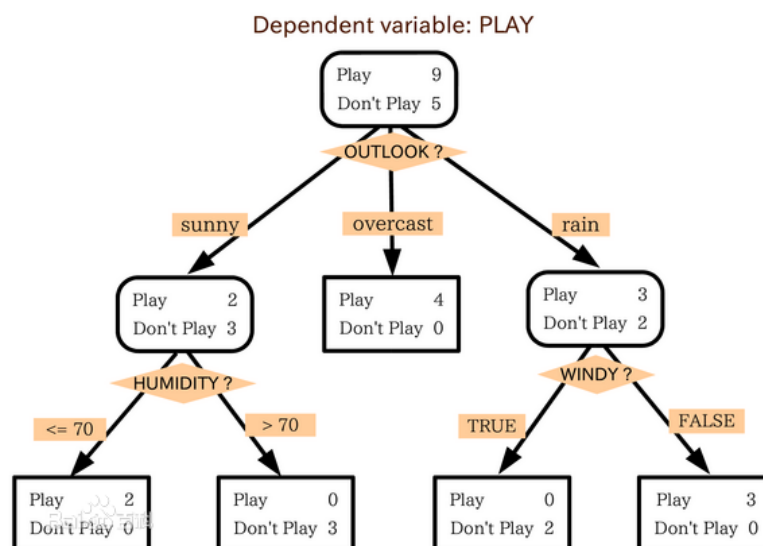 Dependent variable: PLAY
Play 9
Don't Play 5
OUTLOOK ?
sunny
overcast
rain
Play 2
Don't Play 3
Play 4
Don't Play 0
Play 3
Don't Play 2
HUMIDITY ?
WINDY ?
<= 70
> 70
TRUE
FALSE
Play 2
Don't Play 0
Play 0
Don't Play 3
Play 0
Don't Play 2
Play 3
Don't Play 0